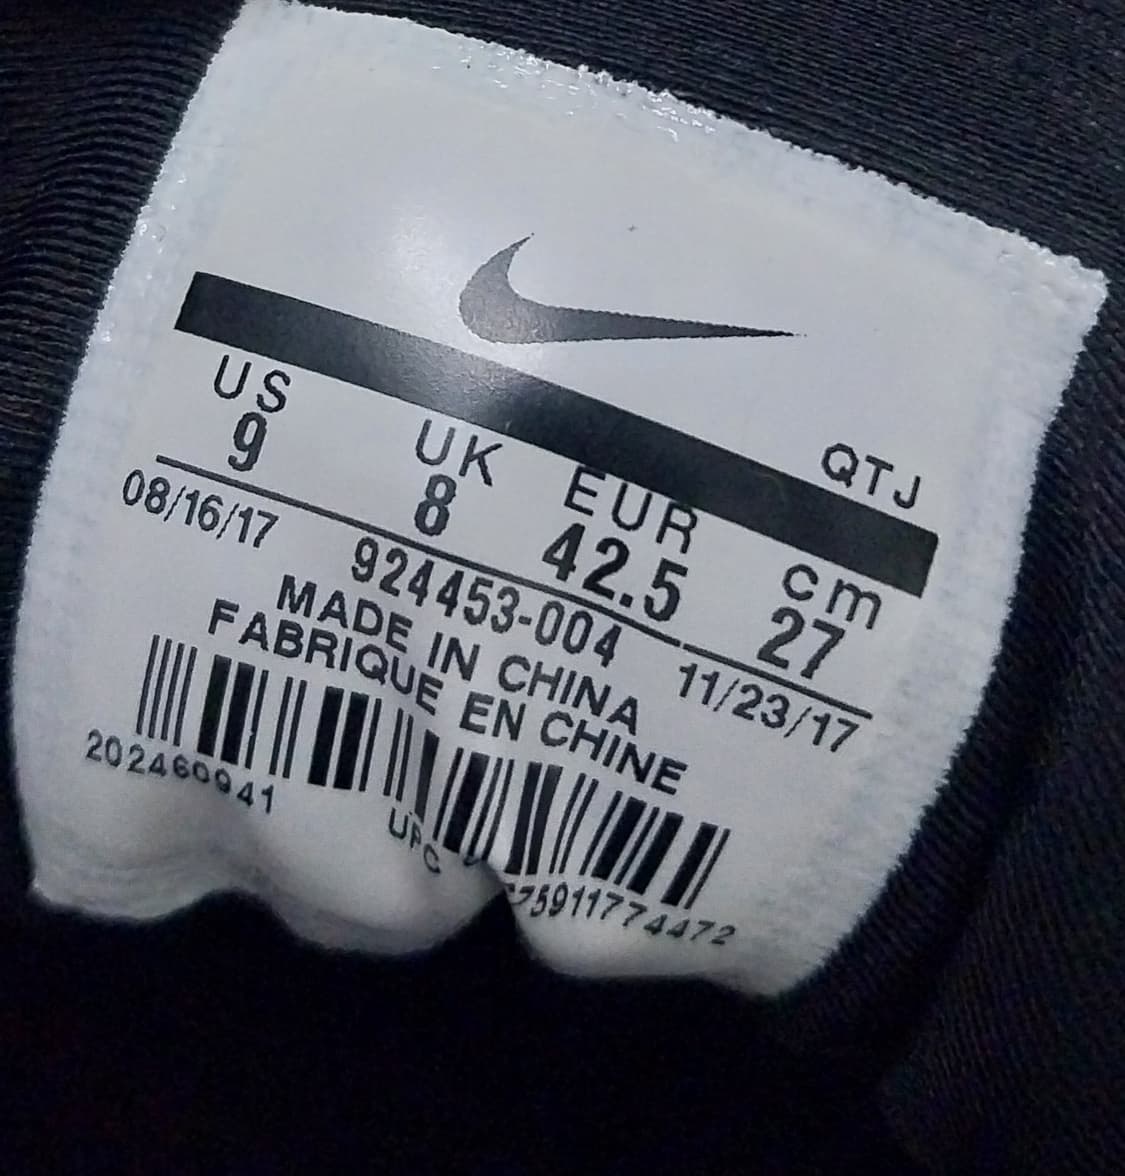 QTJ
US UK EUR cm
9 8 42.5 27
08/16/17 924453-004 11/23/17
MADE IN CHINA
FABRIQUE EN CHINE
202460941 UPC 75911774472